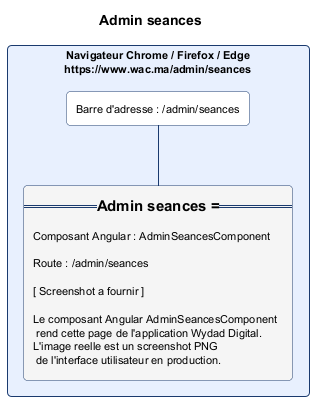 Admin seances
Navigateur Chrome / Firefox / Edge
https://www.wac.ma/admin/seances
Barre d'adresse : /admin/seances
Admin seances =
Composant Angular : AdminSeancesComponent
Route : /admin/seances
[ Screenshot a fournir ]
Le composant Angular AdminSeancesComponent
rend cette page de l'application Wydad Digital.
L'image reelle est un screenshot PNG
de l'interface utilisateur en production.